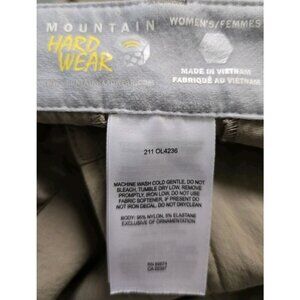 MOUNTAIN
HARD
WEAR
WOMEN'S/FEMMES
MADE IN VIETNAM
FABRIQUÉ AU VIETNAM
211 OL4236
MACHINE WASH COLD GENTLE, DO NOT
BLEACH, TUMBLE DRY LOW, REMOVE
PROMPTLY, IRON LOW, DO NOT USE
FABRIC SOFTENER, IF PRESENT
DO NOT IRON DECAL, DO NOT DRYCLEAN
BODY: 95% NYLON, 5% ELASTANE
EXCLUSIVE OF ORNAMENTATION